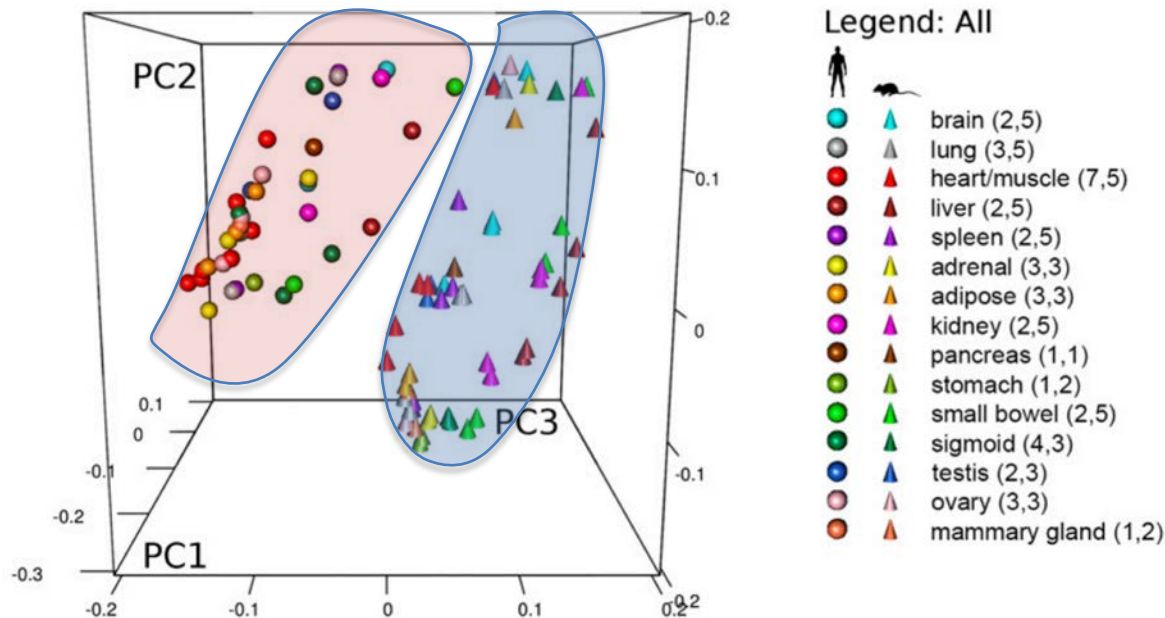 PC2
PC3
PC1
0.2
0.1
0
-0.1
-0.2
0.1
0
-0.1
-0.2
-0.3
-0.2
-0.1
0
0.1
0.2
Legend: All
brain (2,5)
lung (3,5)
heart/muscle (7,5)
liver (2,5)
spleen (2,5)
adrenal (3,3)
adipose (3,3)
kidney (2,5)
pancreas (1,1)
stomach (1,2)
small bowel (2,5)
sigmoid (4,3)
testis (2,3)
ovary (3,3)
mammary gland (1,2)